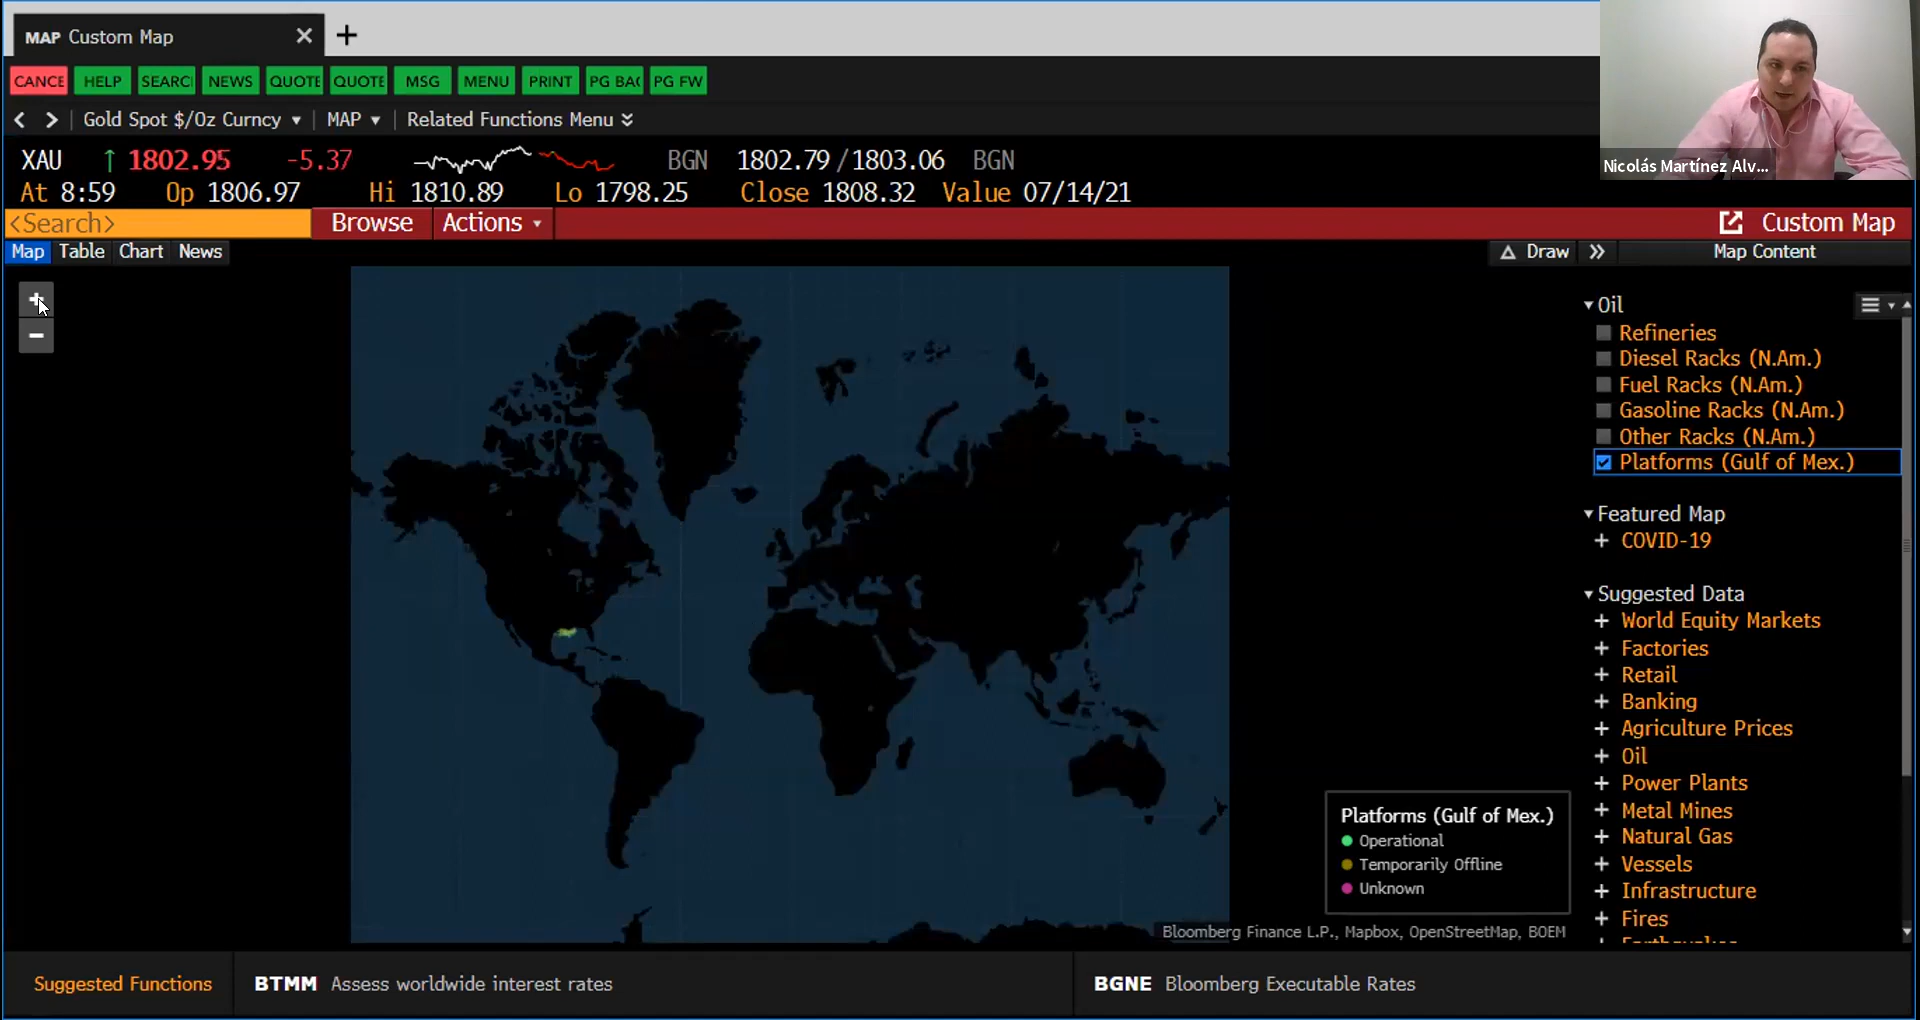 MAP Custom Map
CANCE HELP SEARC NEWS QUOTE QUOTE MSG MENU PRINT PG BA PG FW
Gold Spot $/Oz Curncy MAP Related Functions Menu
XAU 1802.95 -5.37 BGN 1802.79 / 1803.06 BGN
At 8:59 Op 1806.97 Hi 1810.89 Lo 1798.25 Close 1808.32 Value 07/14/21
Nicolás Martínez Alv...
<Search> Browse Actions Custom Map
Map Table Chart News Draw Map Content
Oil
Refineries
Diesel Racks (N.Am.)
Fuel Racks (N.Am.)
Gasoline Racks (N.Am.)
Other Racks (N.Am.)
Platforms (Gulf of Mex.)
Featured Map
+ COVID-19
Suggested Data
+ World Equity Markets
+ Factories
+ Retail
+ Banking
+ Agriculture Prices
+ Oil
+ Power Plants
+ Metal Mines
+ Natural Gas
+ Vessels
+ Infrastructure
+ Fires
Platforms (Gulf of Mex.)
Operational
Temporarily Offline
Unknown
Bloomberg Finance L.P., Mapbox, OpenStreetMap, BOEM
Suggested Functions BTMM Assess worldwide interest rates BGNE Bloomberg Executable Rates